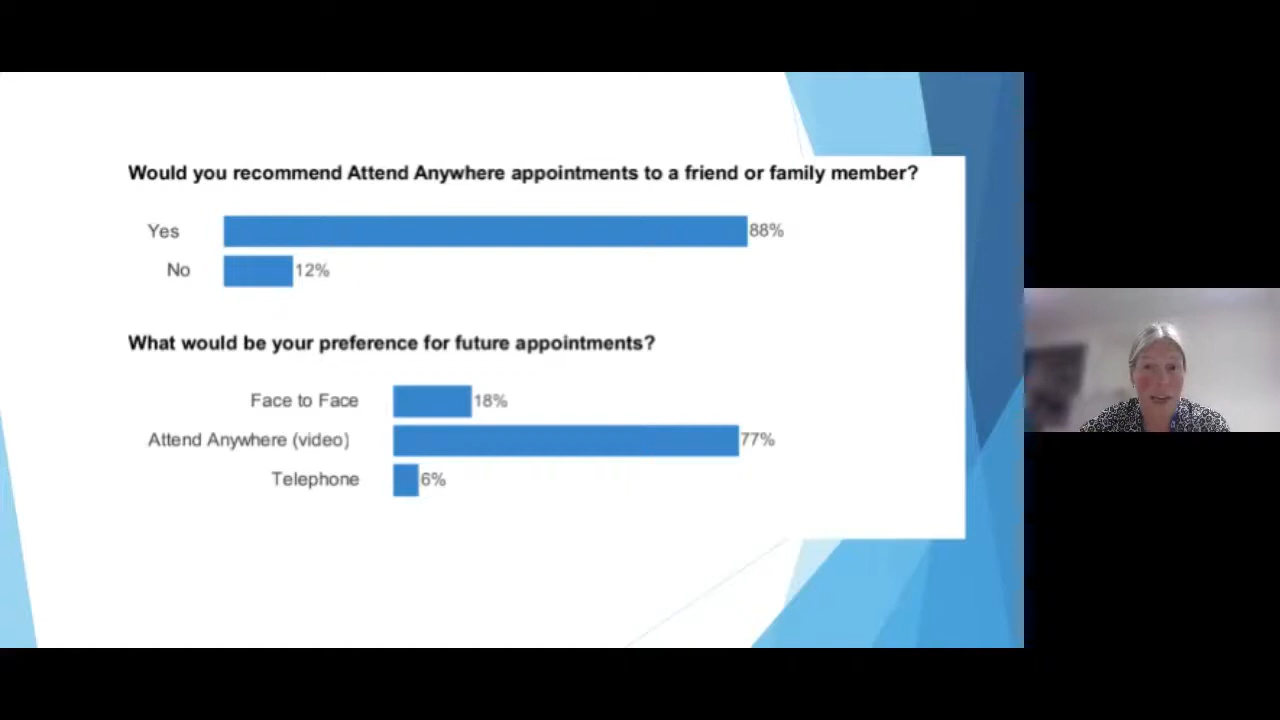 Would you recommend Attend Anywhere appointments to a friend or family member?
Yes 88%
No 12%
What would be your preference for future appointments?
Face to Face 18%
Attend Anywhere (video) 77%
Telephone 6%